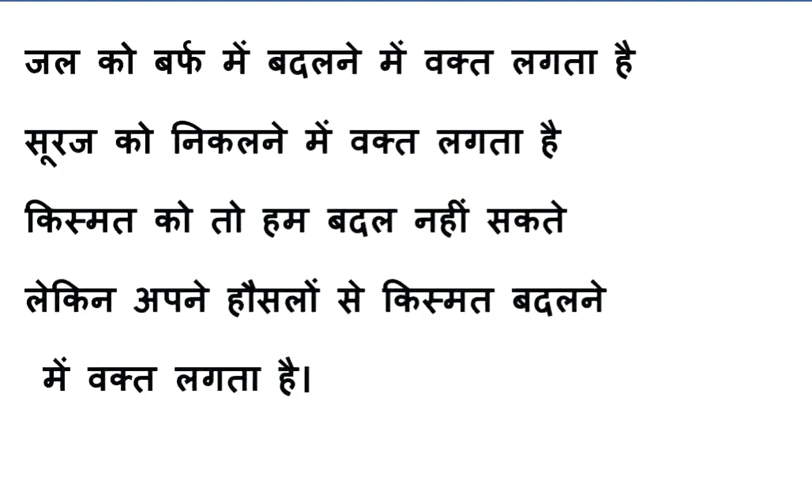 जल को बर्फ में बदलने में वक्त लगता है
सूरज को निकलने में वक्त लगता है
किस्मत को तो हम बदल नहीं सकते
लेकिन अपने हौसलों से किस्मत बदलने
में वक्त लगता है।